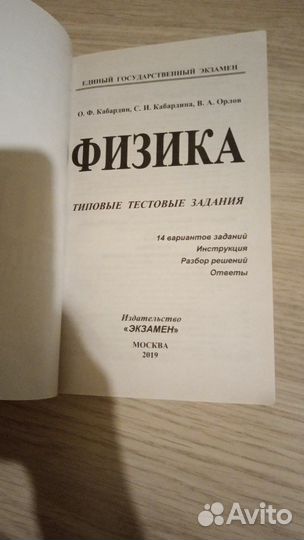 ЕДИНЫЙ ГОСУДАРСТВЕННЫЙ ЭКЗАМЕН
О. Ф. Кабардин, С. И. Кабардина, В. А. Орлов
ФИЗИКА
ТИПОВЫЕ ТЕСТОВЫЕ ЗАДАНИЯ
14 вариантов заданий
Инструкция
Разбор решений
Ответы
Издательство
«ЭКЗАМЕН»
МОСКВА
2019
Avito